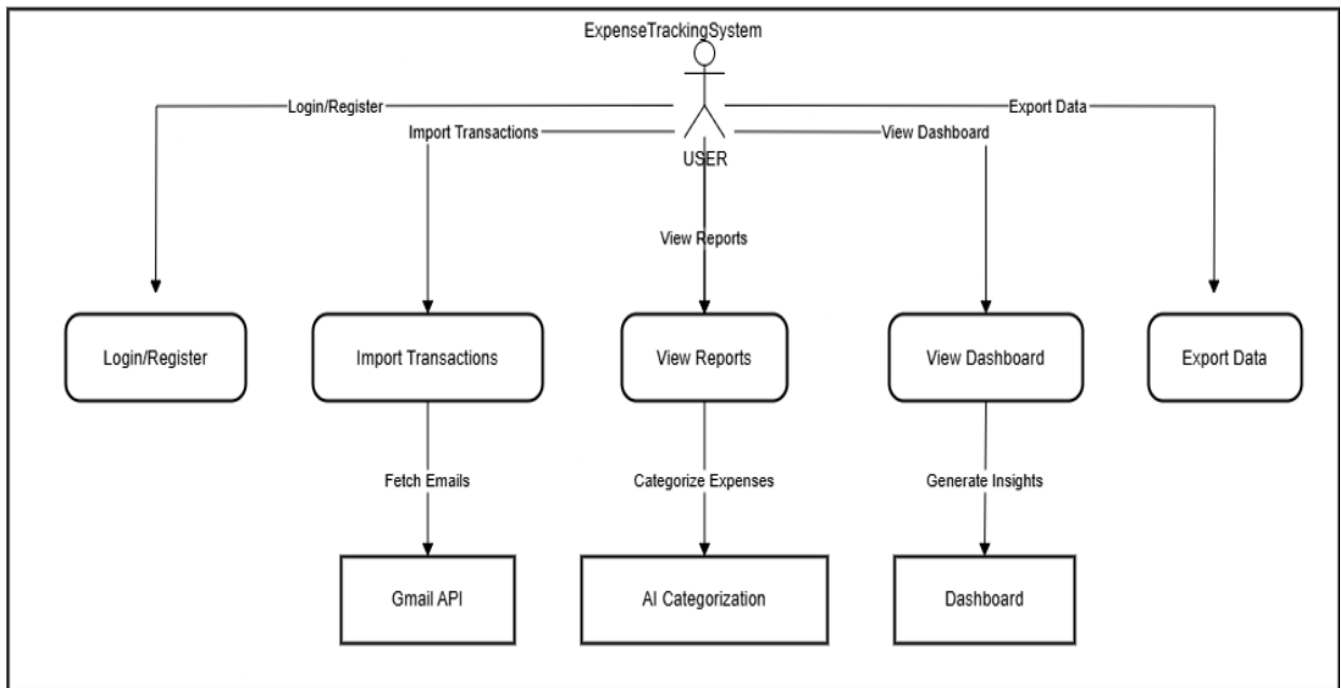 ExpenseTrackingSystem
Login/Register
Export Data
Import Transactions
View Dashboard
USER
View Reports
Login/Register
Import Transactions
View Reports
View Dashboard
Export Data
Fetch Emails
Categorize Expenses
Generate Insights
Gmail API
AI Categorization
Dashboard